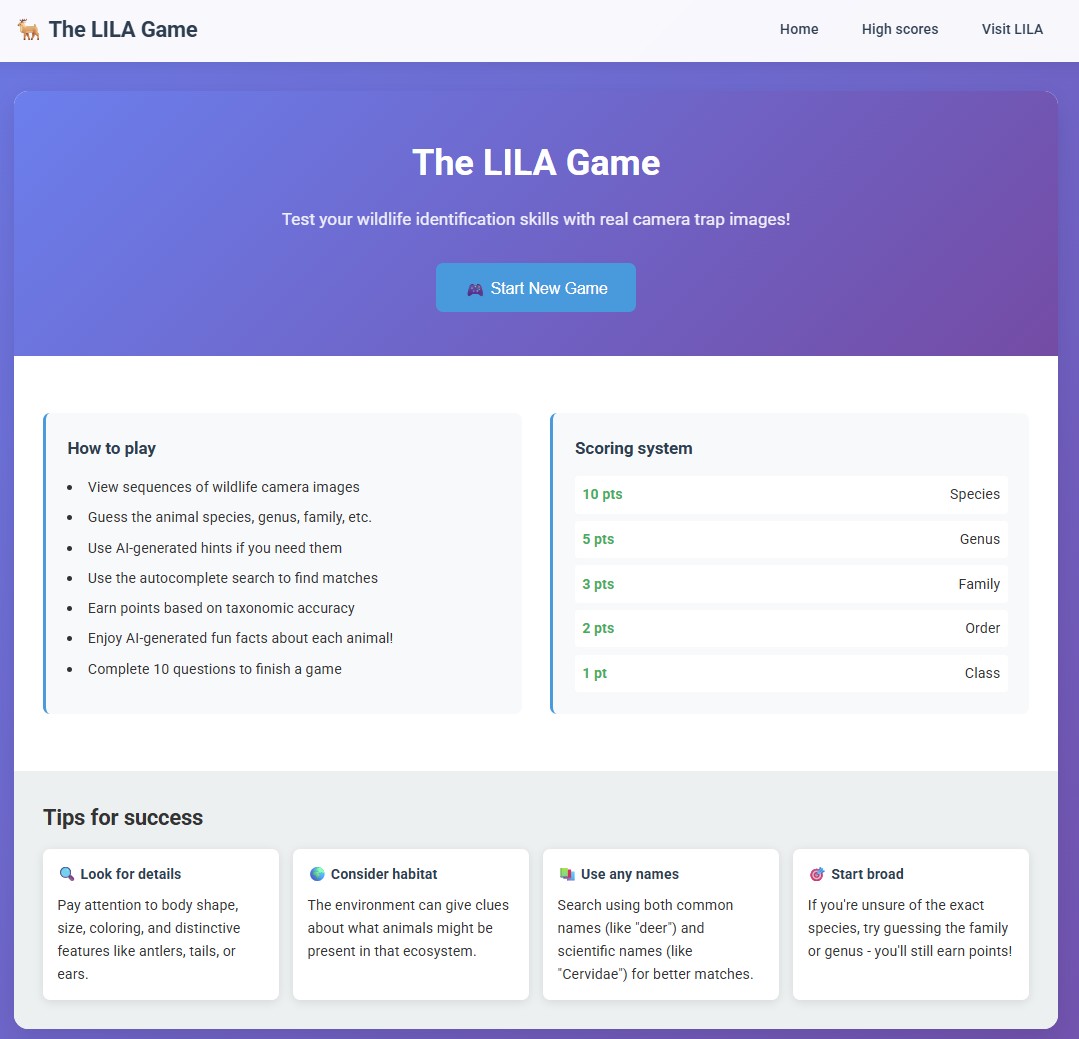 The LILA Game
Home
High scores
Visit LILA
The LILA Game
Test your wildlife identification skills with real camera trap images!
Start New Game
How to play
View sequences of wildlife camera images
Guess the animal species, genus, family, etc.
Use AI-generated hints if you need them
Use the autocomplete search to find matches
Earn points based on taxonomic accuracy
Enjoy AI-generated fun facts about each animal!
Complete 10 questions to finish a game
Scoring system
10 pts Species
5 pts Genus
3 pts Family
2 pts Order
1 pt Class
Tips for success
Look for details
Pay attention to body shape,
size, coloring, and distinctive
features like antlers, tails, or
ears.
Consider habitat
The environment can give clues
about what animals might be
present in that ecosystem.
Use any names
Search using both common
names (like "deer") and
scientific names (like
"Cervidae") for better matches.
Start broad
If you're unsure of the exact
species, try guessing the family
or genus - you'll still earn points!